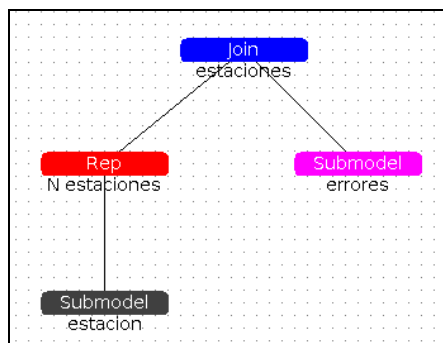 Join
estaciones
Rep
N estaciones
Submodel
errores
Submodel
estacion